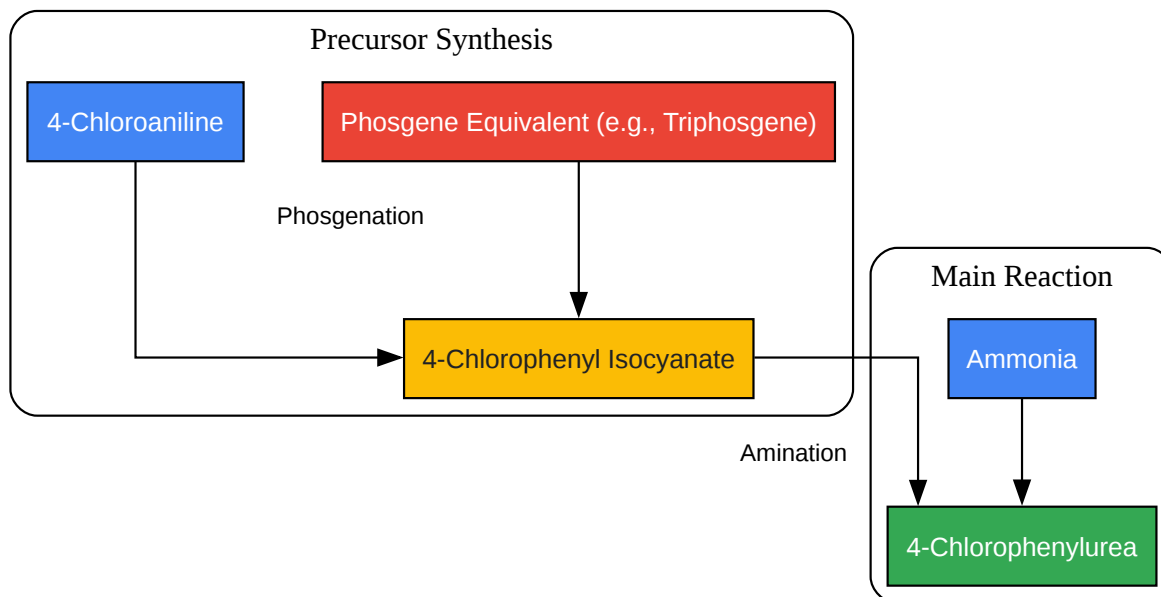 Precursor Synthesis
4-Chloroaniline
Phosgene Equivalent (e.g., Triphosgene)
Phosgenation
4-Chlorophenyl Isocyanate
Main Reaction
Ammonia
Amination
4-Chlorophenylurea